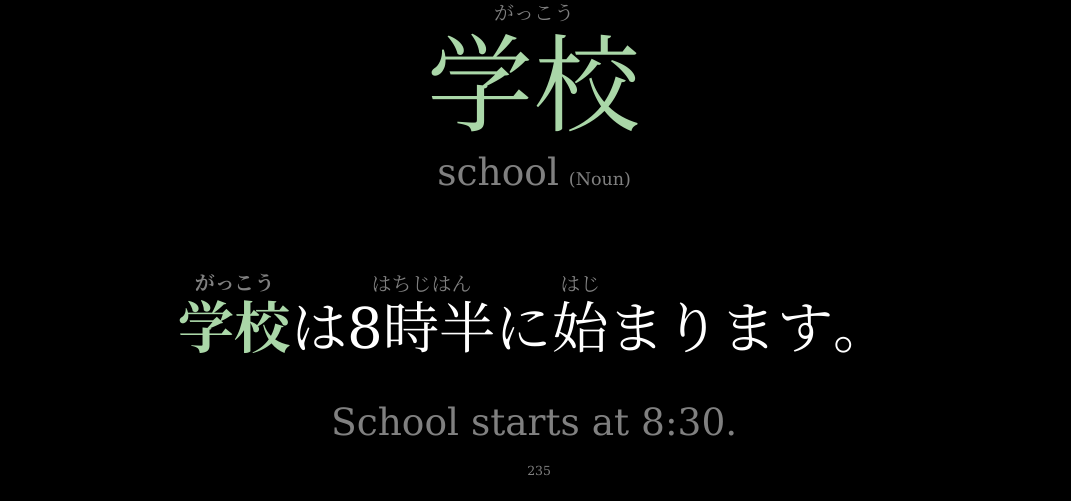 がっこう
学校
school (Noun)
がっこう はちじはん はじ
学校は8時半に始まります。
School starts at 8:30.
235